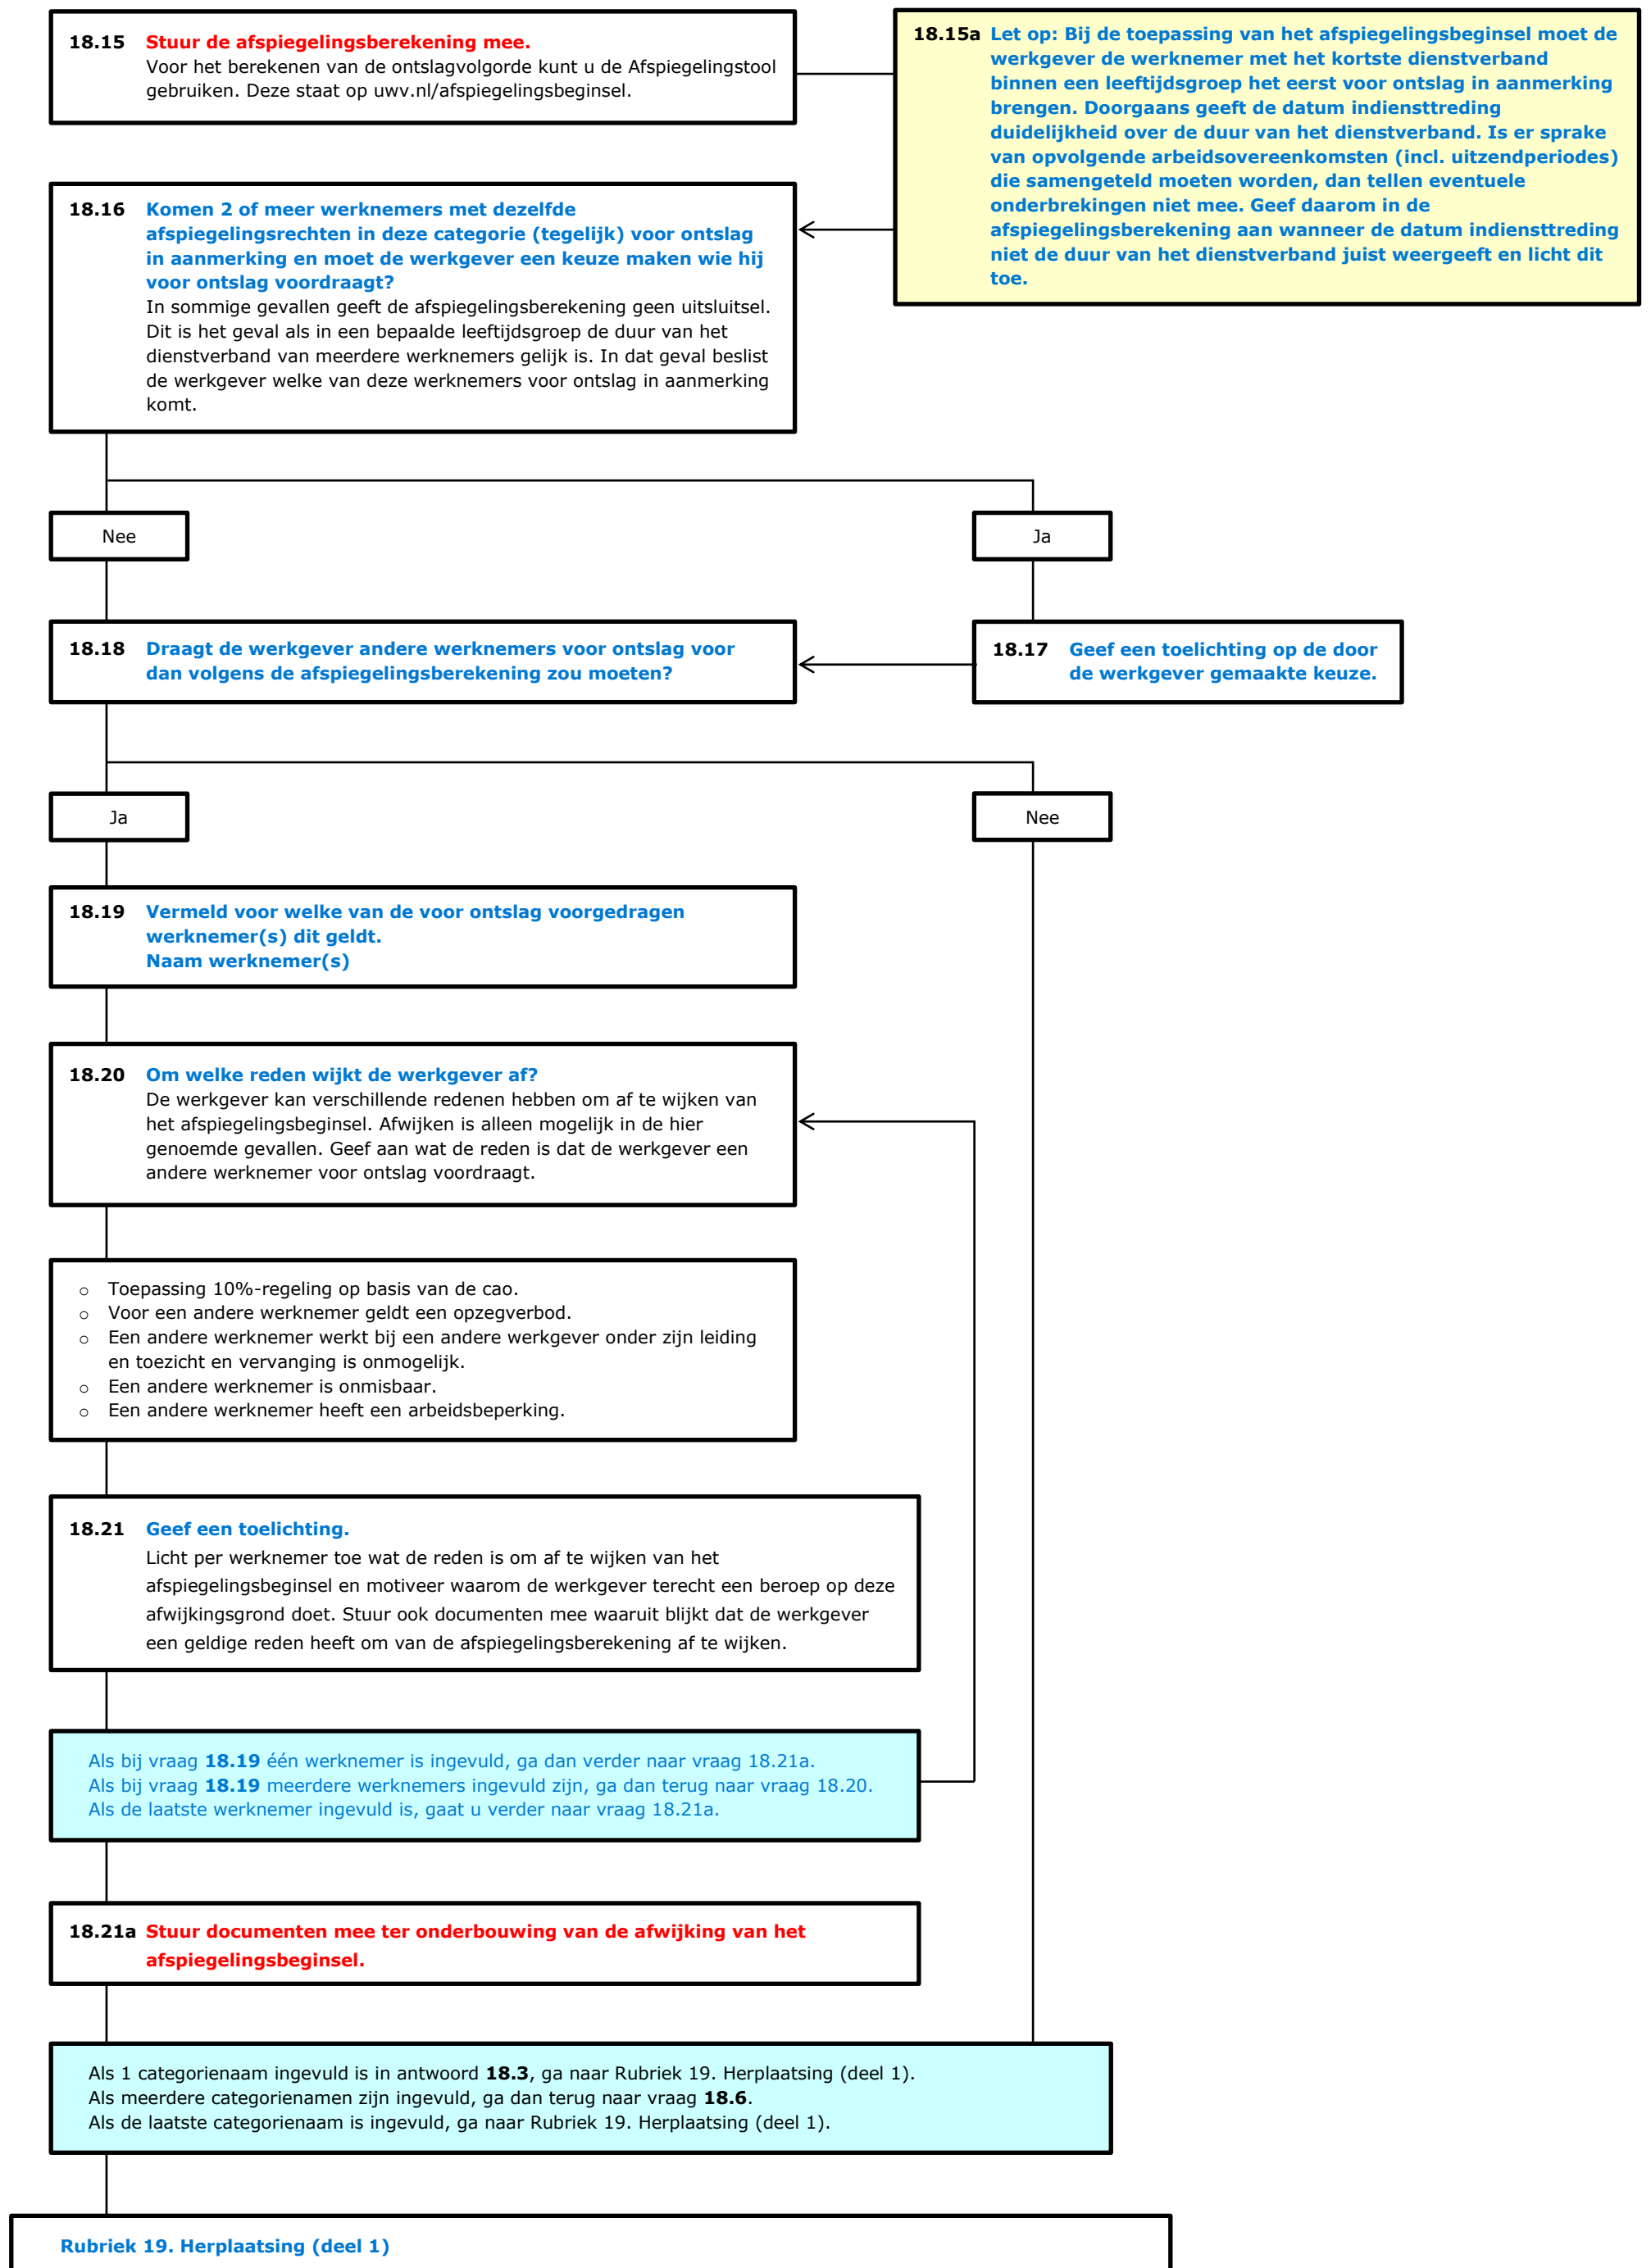 18.15 Stuur de afspiegelingsberekening mee.
Voor het berekenen van de ontslagvolgorde kunt u de Afspiegelingstool
gebruiken. Deze staat op uwv.nl/afspiegelingsbeginsel.
18.15a Let op: Bij de toepassing van het afspiegelingsbeginsel moet de
werkgever de werknemer met het kortste dienstverband
binnen een leeftijdsgroep het eerst voor ontslag in aanmerking
brengen. Doorgaans geeft de datum indiensttreding
duidelijkheid over de duur van het dienstverband. Is er sprake
van opvolgende arbeidsovereenkomsten (incl. uitzendperiodes)
die samengeteld moeten worden, dan tellen eventuele
onderbrekingen niet mee. Geef daarom in de
afspiegelingsberekening aan wanneer de datum indiensttreding
niet de duur van het dienstverband juist weergeeft en licht dit
toe.
18.16 Komen 2 of meer werknemers met dezelfde
afspiegelingsrechten in deze categorie (tegelijk) voor ontslag
in aanmerking en moet de werkgever een keuze maken wie hij
voor ontslag voordraagt?
In sommige gevallen geeft de afspiegelingsberekening geen uitsluitsel.
Dit is het geval als in een bepaalde leeftijdsgroep de duur van het
dienstverband van meerdere werknemers gelijk is. In dat geval beslist
de werkgever welke van deze werknemers voor ontslag in aanmerking
komt.
Nee
Ja
18.18 Draagt de werkgever andere werknemers voor ontslag voor
dan volgens de afspiegelingsberekening zou moeten?
18.17 Geef een toelichting op de door
de werkgever gemaakte keuze.
Ja
Nee
18.19 Vermeld voor welke van de voor ontslag voorgedragen
werknemer(s) dit geldt.
Naam werknemer(s)
18.20 Om welke reden wijkt de werkgever af?
De werkgever kan verschillende redenen hebben om af te wijken van
het afspiegelingsbeginsel. Afwijken is alleen mogelijk in de hier
genoemde gevallen. Geef aan wat de reden is dat de werkgever een
andere werknemer voor ontslag voordraagt.
o Toepassing 10%-regeling op basis van de cao.
o Voor een andere werknemer geldt een opzegverbod.
o Een andere werknemer werkt bij een andere werkgever onder zijn leiding
en toezicht en vervanging is onmogelijk.
o Een andere werknemer is onmisbaar.
o Een andere werknemer heeft een arbeidsbeperking.
18.21 Geef een toelichting.
Licht per werknemer toe wat de reden is om af te wijken van het
afspiegelingsbeginsel en motiveer waarom de werkgever terecht een beroep op deze
afwijkingsgrond doet. Stuur ook documenten mee waaruit blijkt dat de werkgever
een geldige reden heeft om van de afspiegelingsberekening af te wijken.
Als bij vraag 18.19 één werknemer is ingevuld, ga dan verder naar vraag 18.21a.
Als bij vraag 18.19 meerdere werknemers ingevuld zijn, ga dan terug naar vraag 18.20.
Als de laatste werknemer ingevuld is, gaat u verder naar vraag 18.21a.
18.21a Stuur documenten mee ter onderbouwing van de afwijking van het
afspiegelingsbeginsel.
Als 1 categorienaam ingevuld is in antwoord 18.3, ga naar Rubriek 19. Herplaatsing (deel 1).
Als meerdere categorienamen zijn ingevuld, ga dan terug naar vraag 18.6.
Als de laatste categorienaam is ingevuld, ga naar Rubriek 19. Herplaatsing (deel 1).
Rubriek 19. Herplaatsing (deel 1)